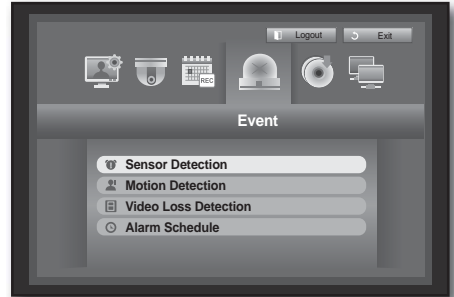 Logout Exit
REC
Event
Sensor Detection
Motion Detection
Video Loss Detection
Alarm Schedule